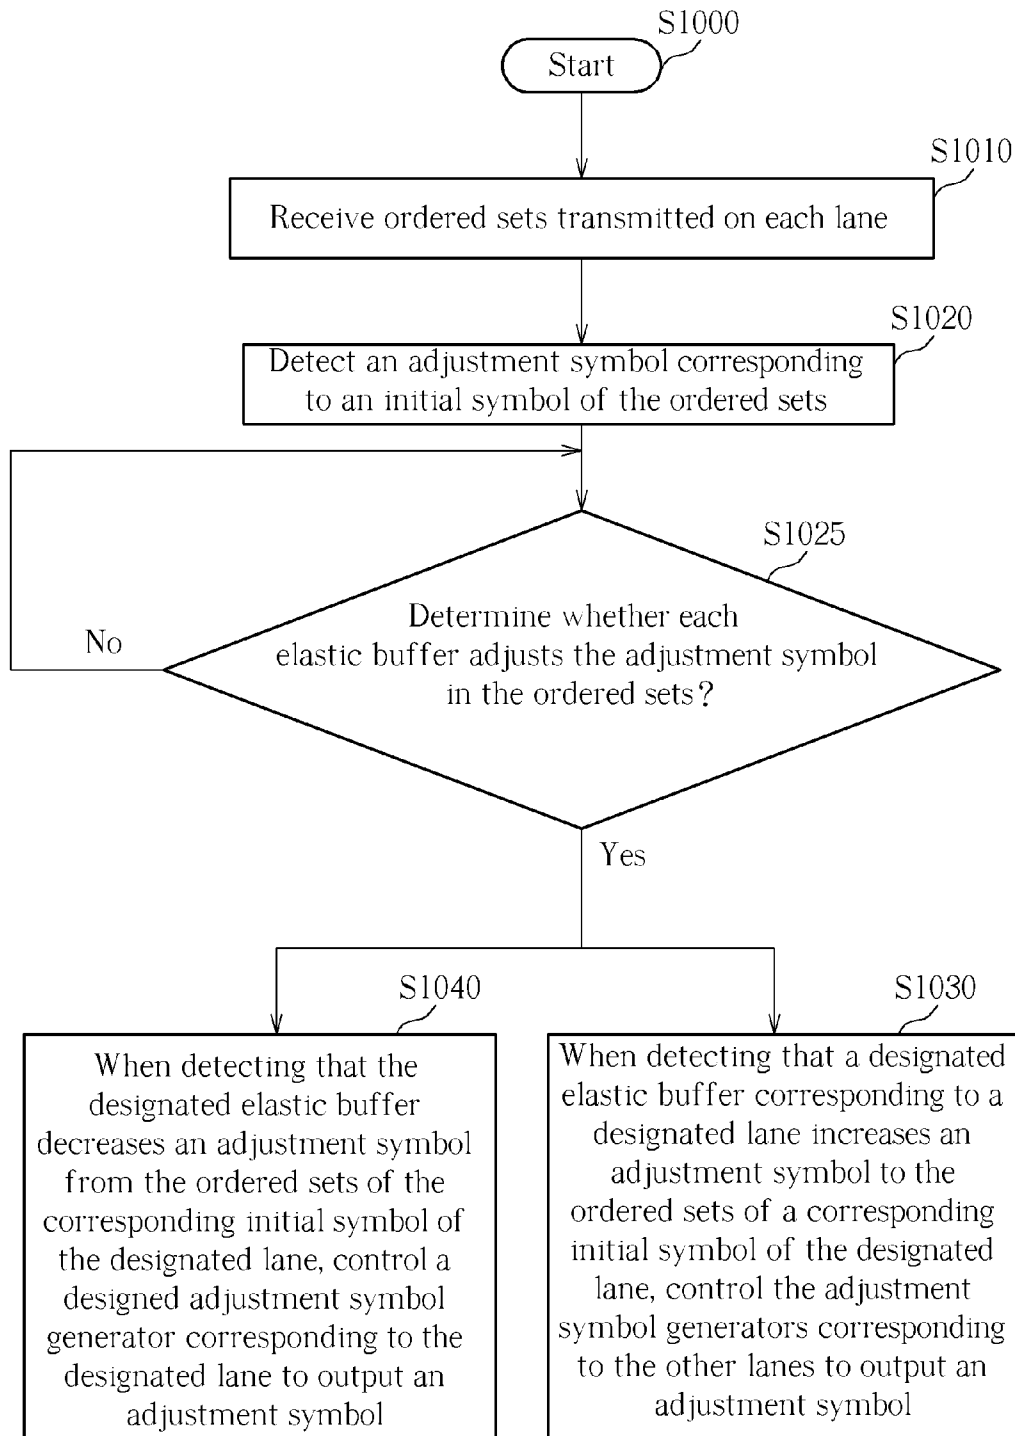 S1000
Start
S1010
Receive ordered sets transmitted on each lane
S1020
Detect an adjustment symbol corresponding
to an initial symbol of the ordered sets
S1025
Determine whether each
elastic buffer adjusts the adjustment symbol
in the ordered sets?
No
Yes
S1040
When detecting that the
designated elastic buffer
decreases an adjustment symbol
from the ordered sets of the
corresponding initial symbol of
the designated lane, control a
designed adjustment symbol
generator corresponding to the
designated lane to output an
adjustment symbol
S1030
When detecting that a designated
elastic buffer corresponding to a
designated lane increases an
adjustment symbol to the
ordered sets of a corresponding
initial symbol of the designated
lane, control the adjustment
symbol generators corresponding
to the other lanes to output an
adjustment symbol